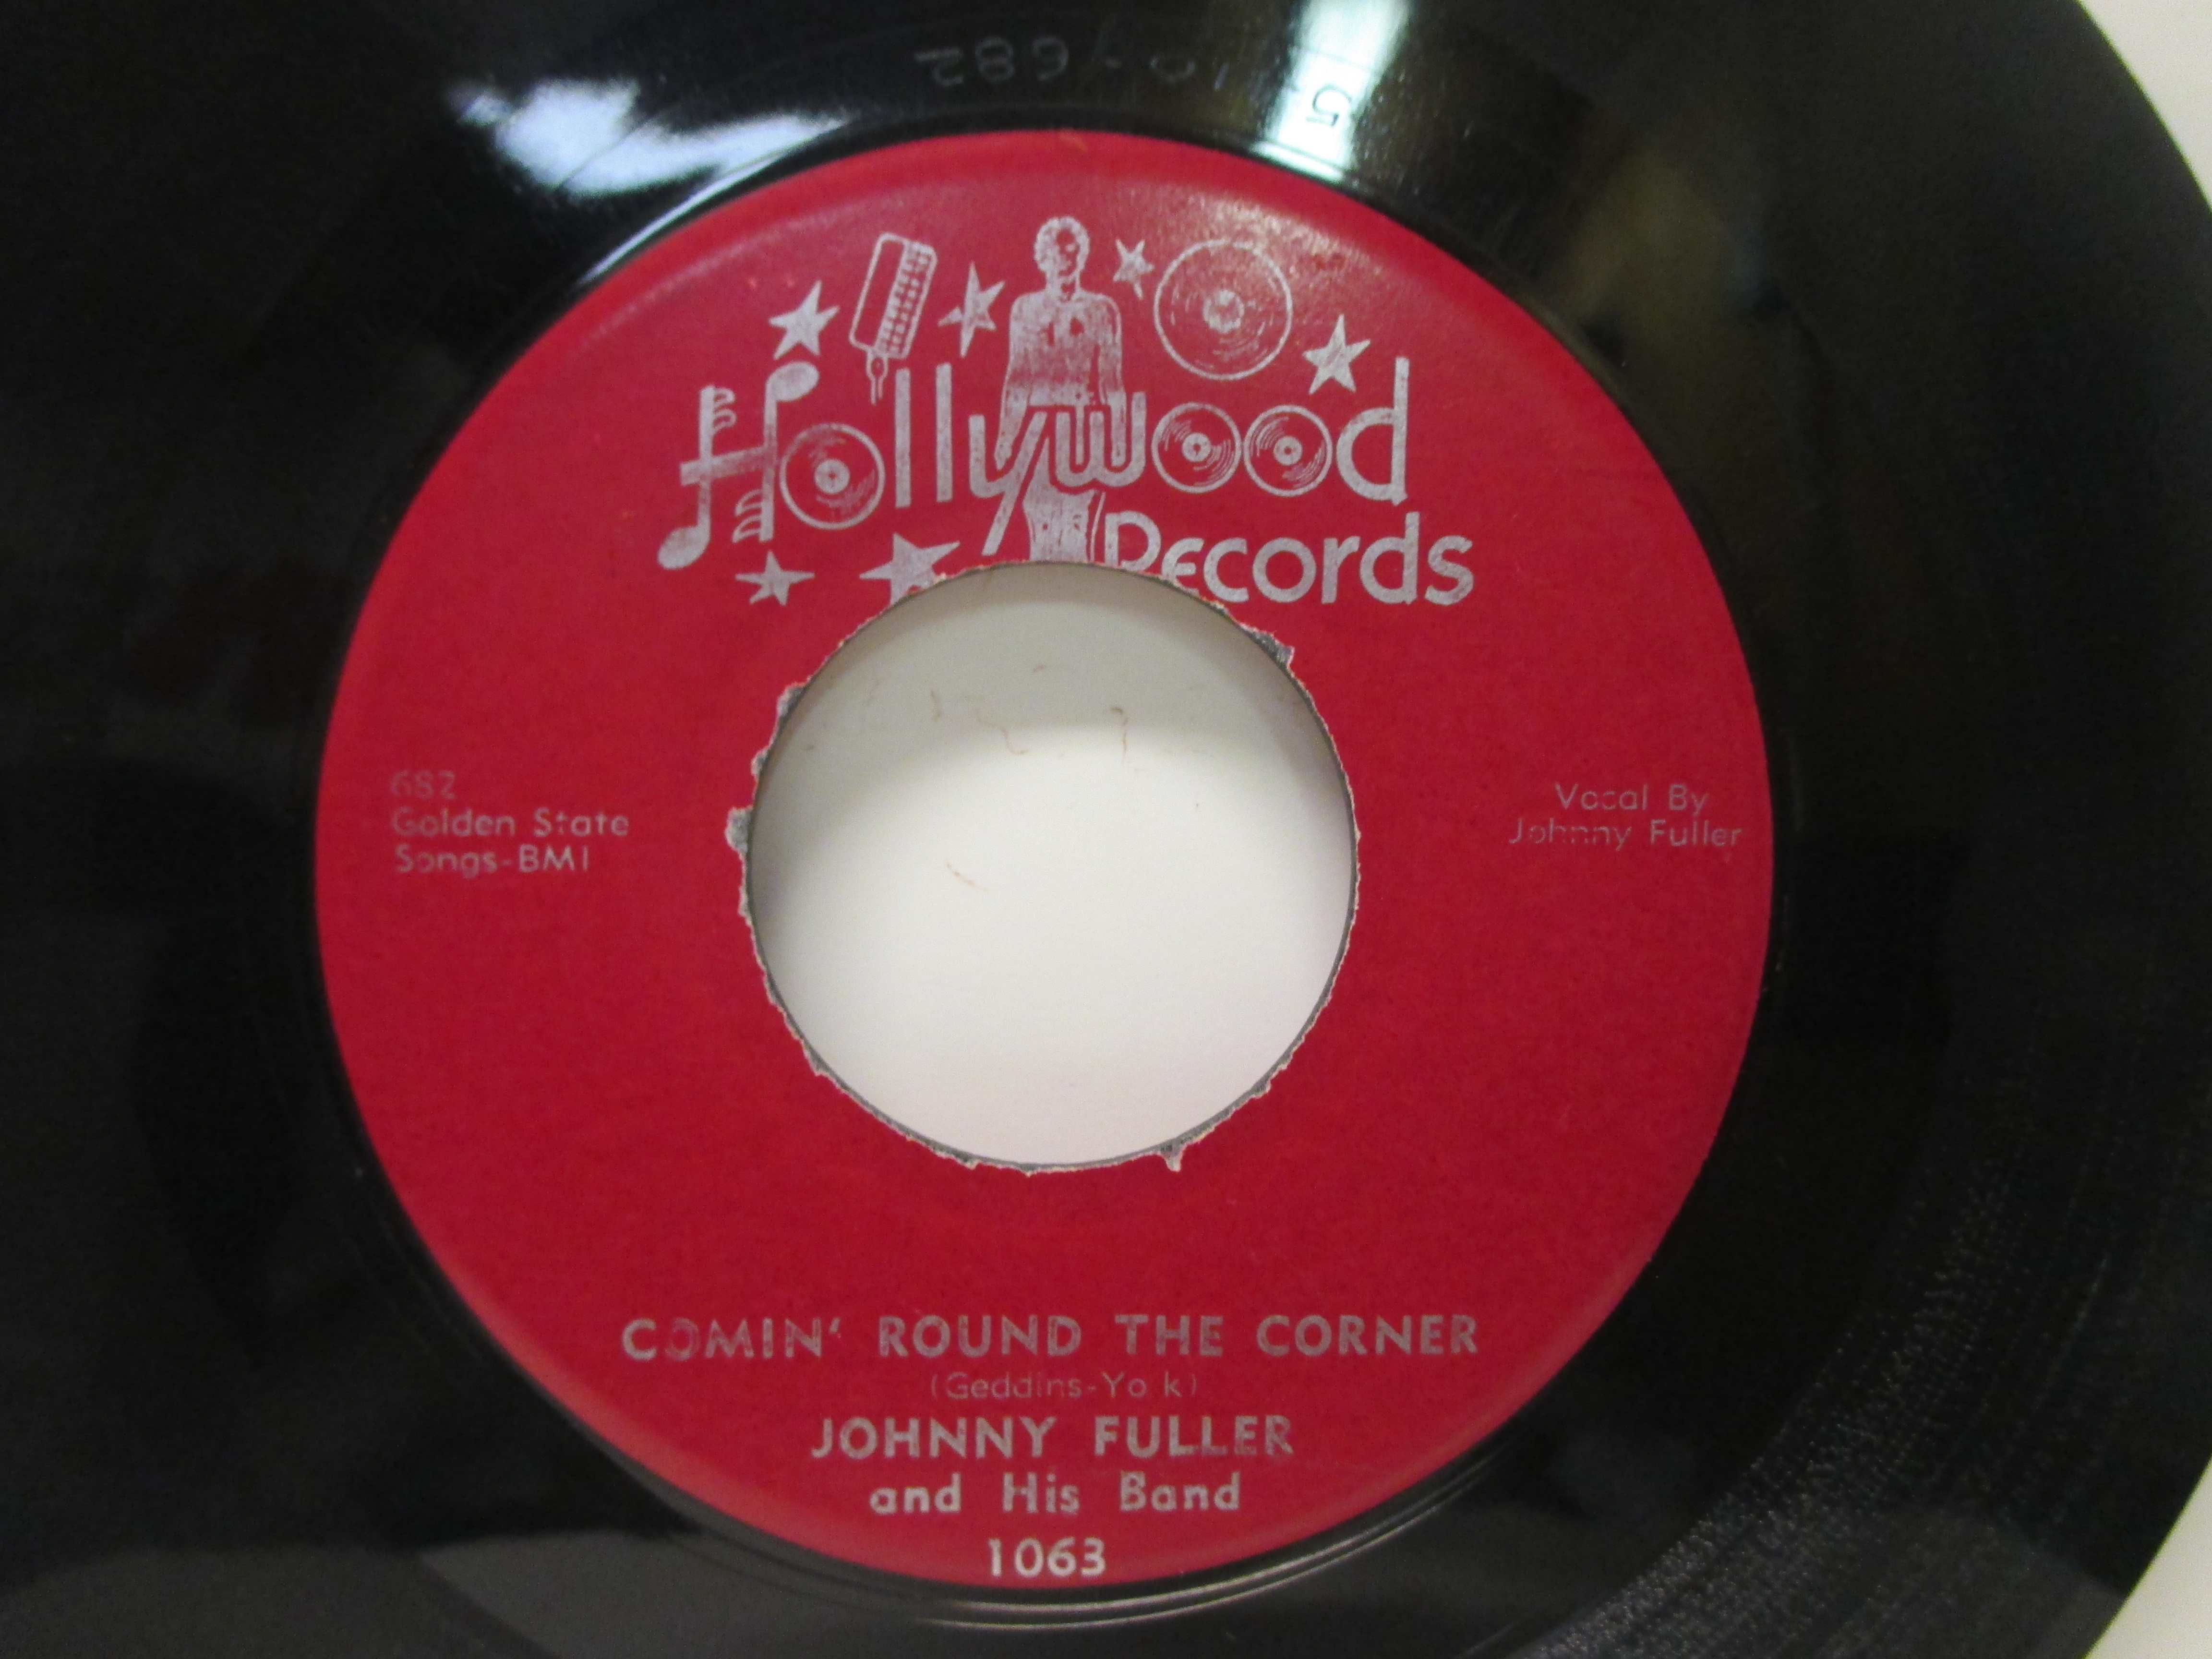 Hollywood
Records
682
Golden State
Songs-BMI
Vocal By
Johnny Fuller
COMIN' ROUND THE CORNER
(Geddins-Yo k)
JOHNNY FULLER
and His Band
1063